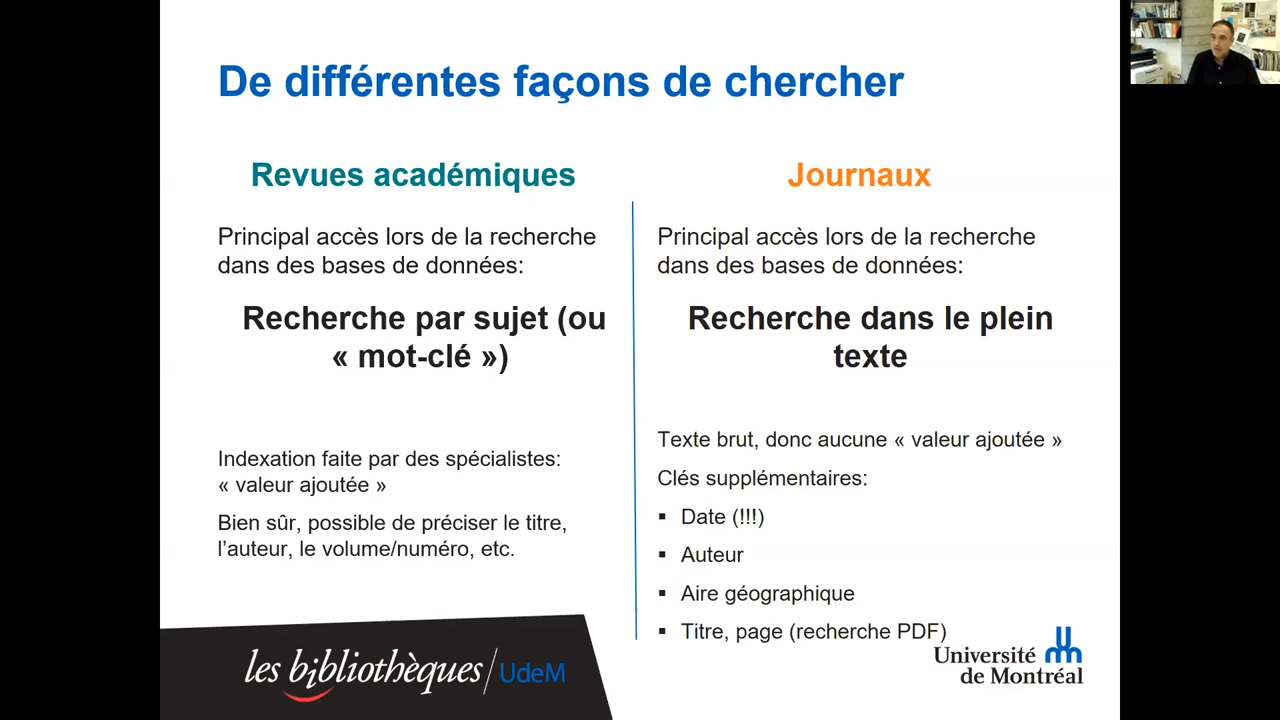 De différentes façons de chercher
Revues académiques
Principal accès lors de la recherche
dans des bases de données:
Recherche par sujet (ou
« mot-clé »)
Indexation faite par des spécialistes:
« valeur ajoutée »
Bien sûr, possible de préciser le titre,
l’auteur, le volume/numéro, etc.
Journaux
Principal accès lors de la recherche
dans des bases de données:
Recherche dans le plein
texte
Texte brut, donc aucune « valeur ajoutée »
Clés supplémentaires:
▪ Date (!!!)
▪ Auteur
▪ Aire géographique
▪ Titre, page (recherche PDF)
les bibliothèques/UdeM
Université
de Montréal